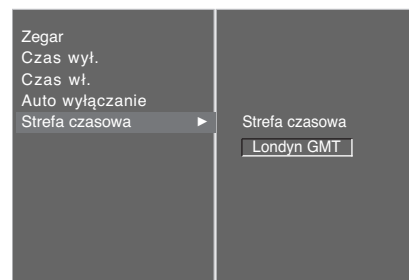 Zegar
Czas wył.
Czas wł.
Auto wyłączanie
Strefa czasowa ►
Strefa czasowa
Londyn GMT